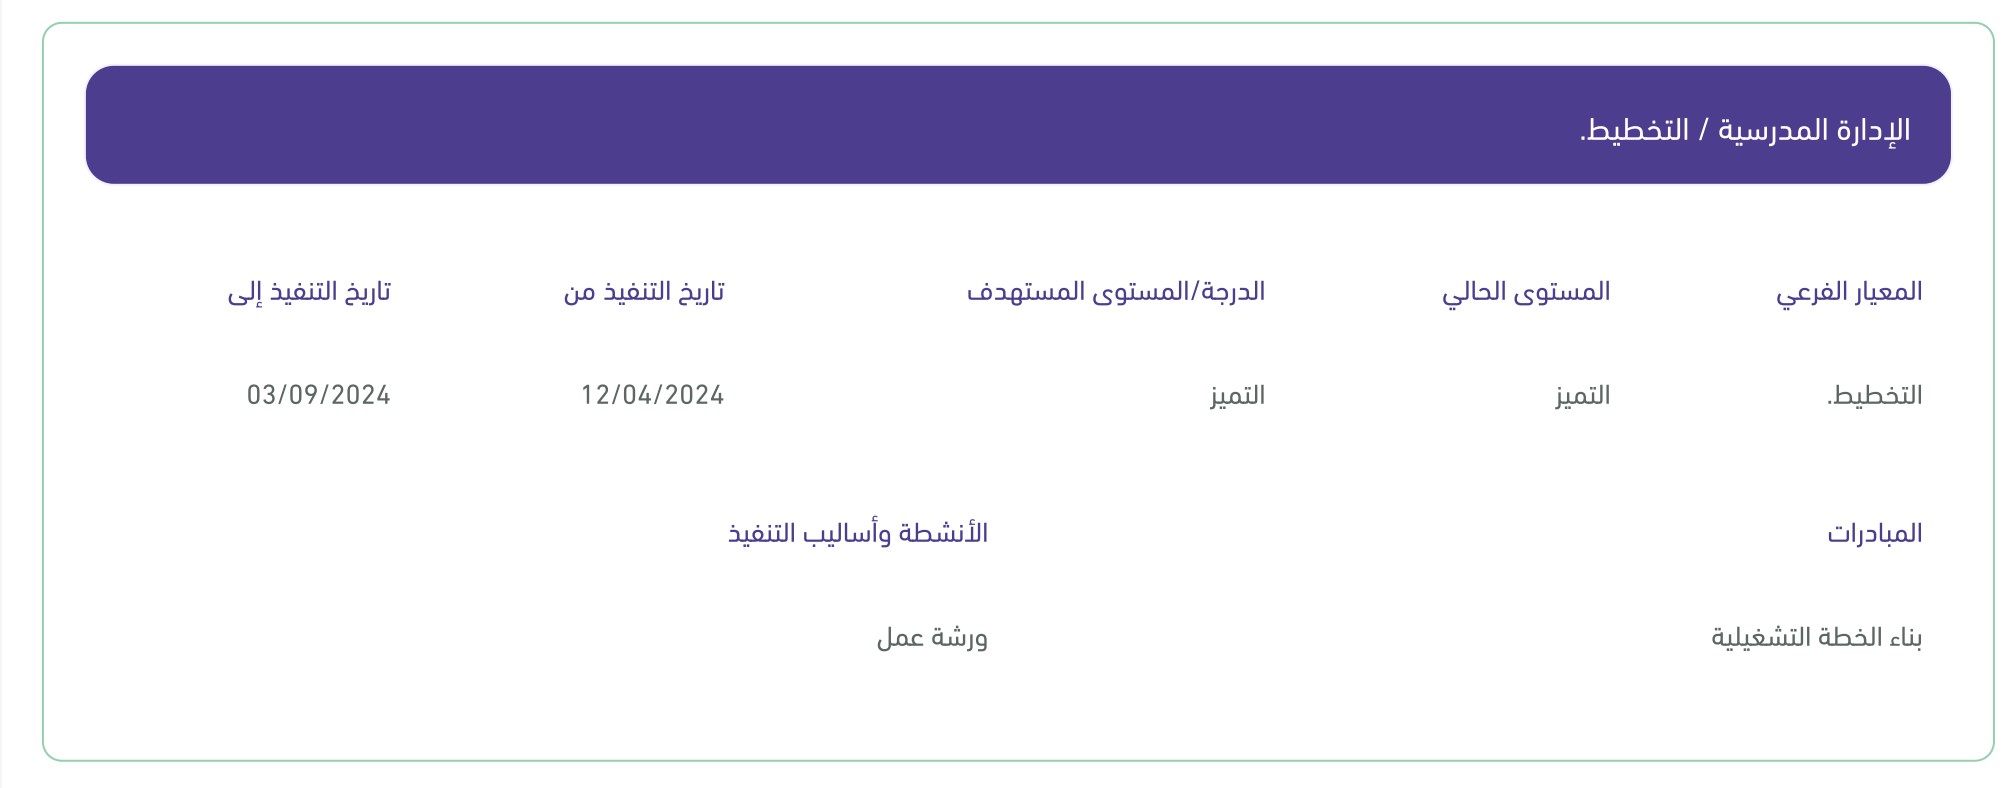 الإدارة المدرسية / التخطيط.
المعيار الفرعي المستوى الحالي الدرجة/المستوى المستهدف تاريخ التنفيذ من تاريخ التنفيذ إلى
التخطيط. التميز التميز 12/04/2024 03/09/2024
المبادرات الأنشطة وأساليب التنفيذ
بناء الخطة التشغيلية ورشة عمل